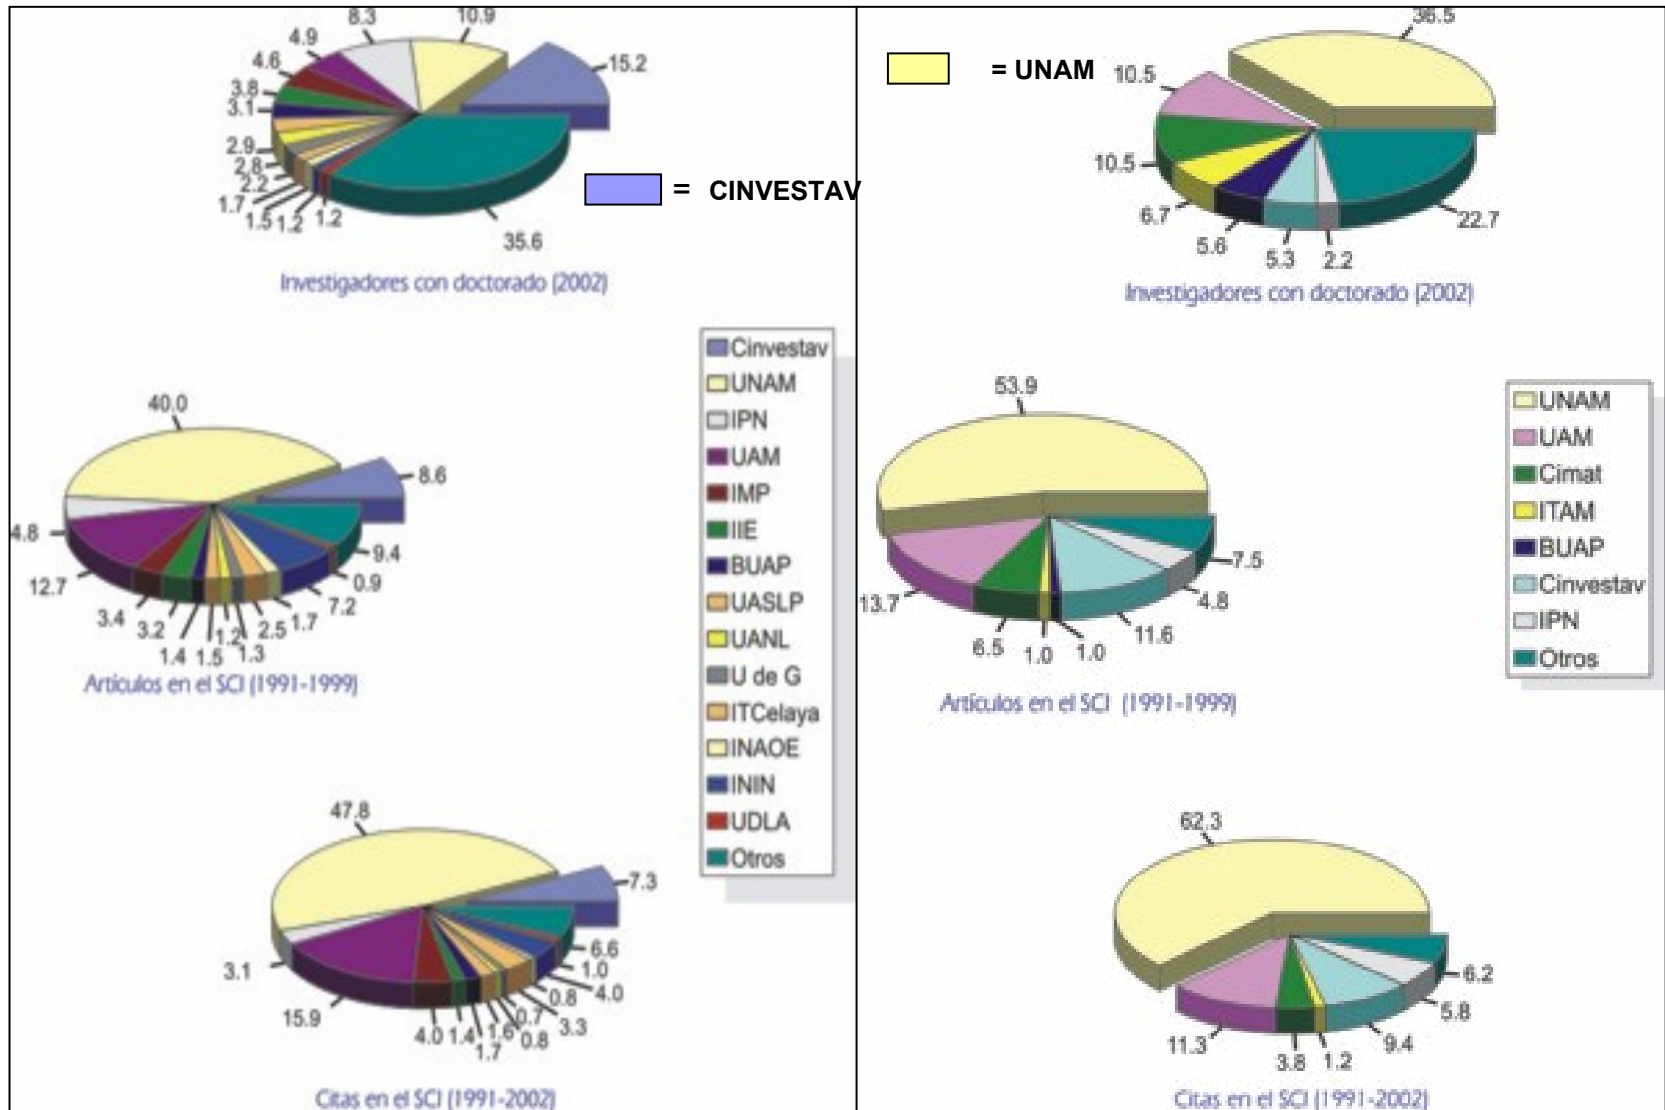 8.3
10.9
4.9
15.2
4.6
3.8
3.1
2.9
2.8
2.2
1.7
1.5
1.2
1.2
35.6
= CINVESTAV
Investigadores con doctorado (2002)
40.0
8.6
4.8
9.4
0.9
12.7
7.2
3.4
3.2
1.4
1.5
1.2
1.3
2.5
1.7
Artículos en el SCI (1991-1999)
Cinvestav
UNAM
IPN
UAM
IMP
IIE
BUAP
UASLP
UANL
U de G
ITCelaya
INAOE
ININ
UDLA
Otros
47.8
7.3
3.1
6.6
1.0
4.0
15.9
0.8
3.3
4.0
1.4
1.7
1.6
0.7
0.8
Citas en el SCI (1991-2002)
= UNAM
36.5
10.5
10.5
6.7
5.6
5.3
2.2
22.7
Investigadores con doctorado (2002)
53.9
7.5
4.8
13.7
11.6
6.5
1.0
1.0
Artículos en el SCI (1991-1999)
UNAM
UAM
Cimat
ITAM
BUAP
Cinvestav
IPN
Otros
62.3
6.2
5.8
11.3
9.4
3.8
1.2
Citas en el SCI (1991-2002)